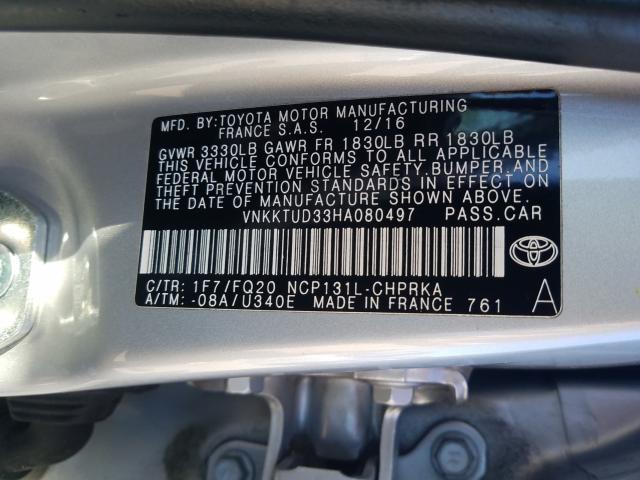 MFD. BY:TOYOTA MOTOR MANUFACTURING
FRANCE S.A.S. 12/16
GVWR 3330LB GAWR FR 1830LB RR 1830LB
THIS VEHICLE CONFORMS TO ALL APPLICABLE
FEDERAL MOTOR VEHICLE SAFETY,BUMPER,AND
THEFT PREVENTION STANDARDS IN EFFECT ON
THE DATE OF MANUFACTURE SHOWN ABOVE.
VNKKTUD33HA080497 PASS.CAR
C/TR: 1F7/FQ20 NCP131L-CHPRKA
A/TM: -08A/U340E MADE IN FRANCE 761
A